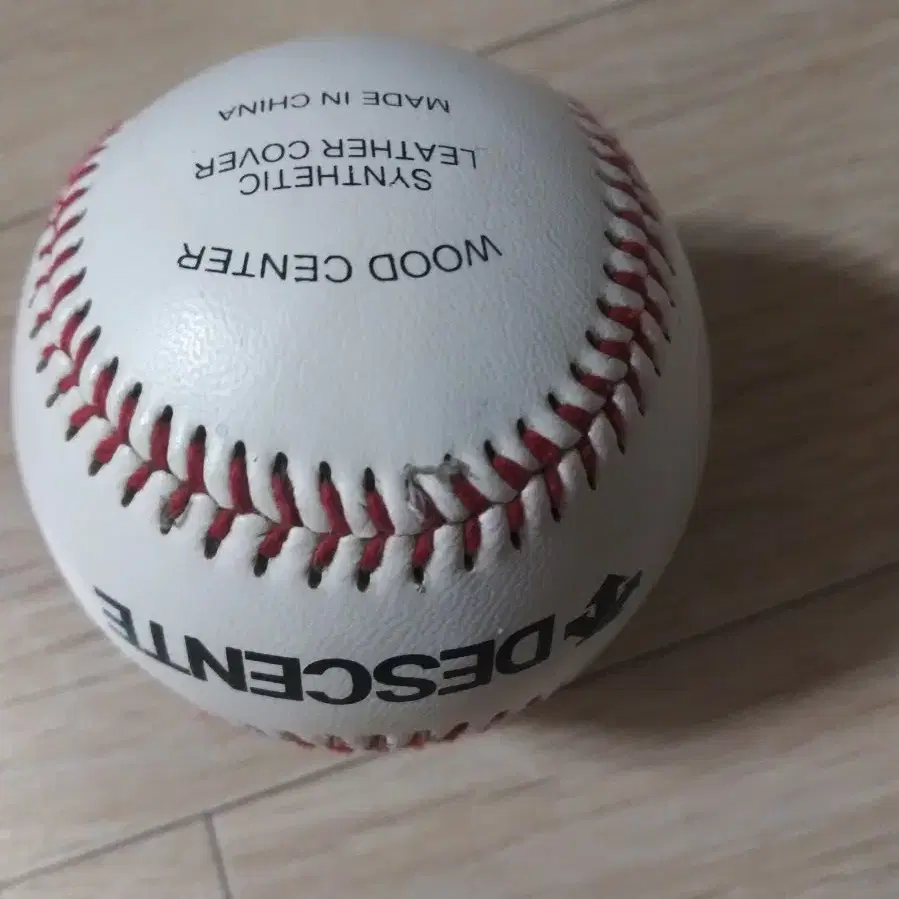 DESCENTE
WOOD CENTER
SYNTHETIC
LEATHER COVER
MADE IN CHINA